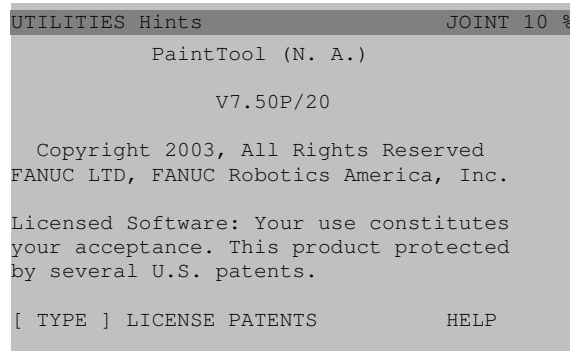 UTILITIES Hints JOINT 10 %
PaintTool (N. A.)
V7.50P/20
Copyright 2003, All Rights Reserved
FANUC LTD, FANUC Robotics America, Inc.
Licensed Software: Your use constitutes
your acceptance. This product protected
by several U.S. patents.
[ TYPE ] LICENSE PATENTS HELP